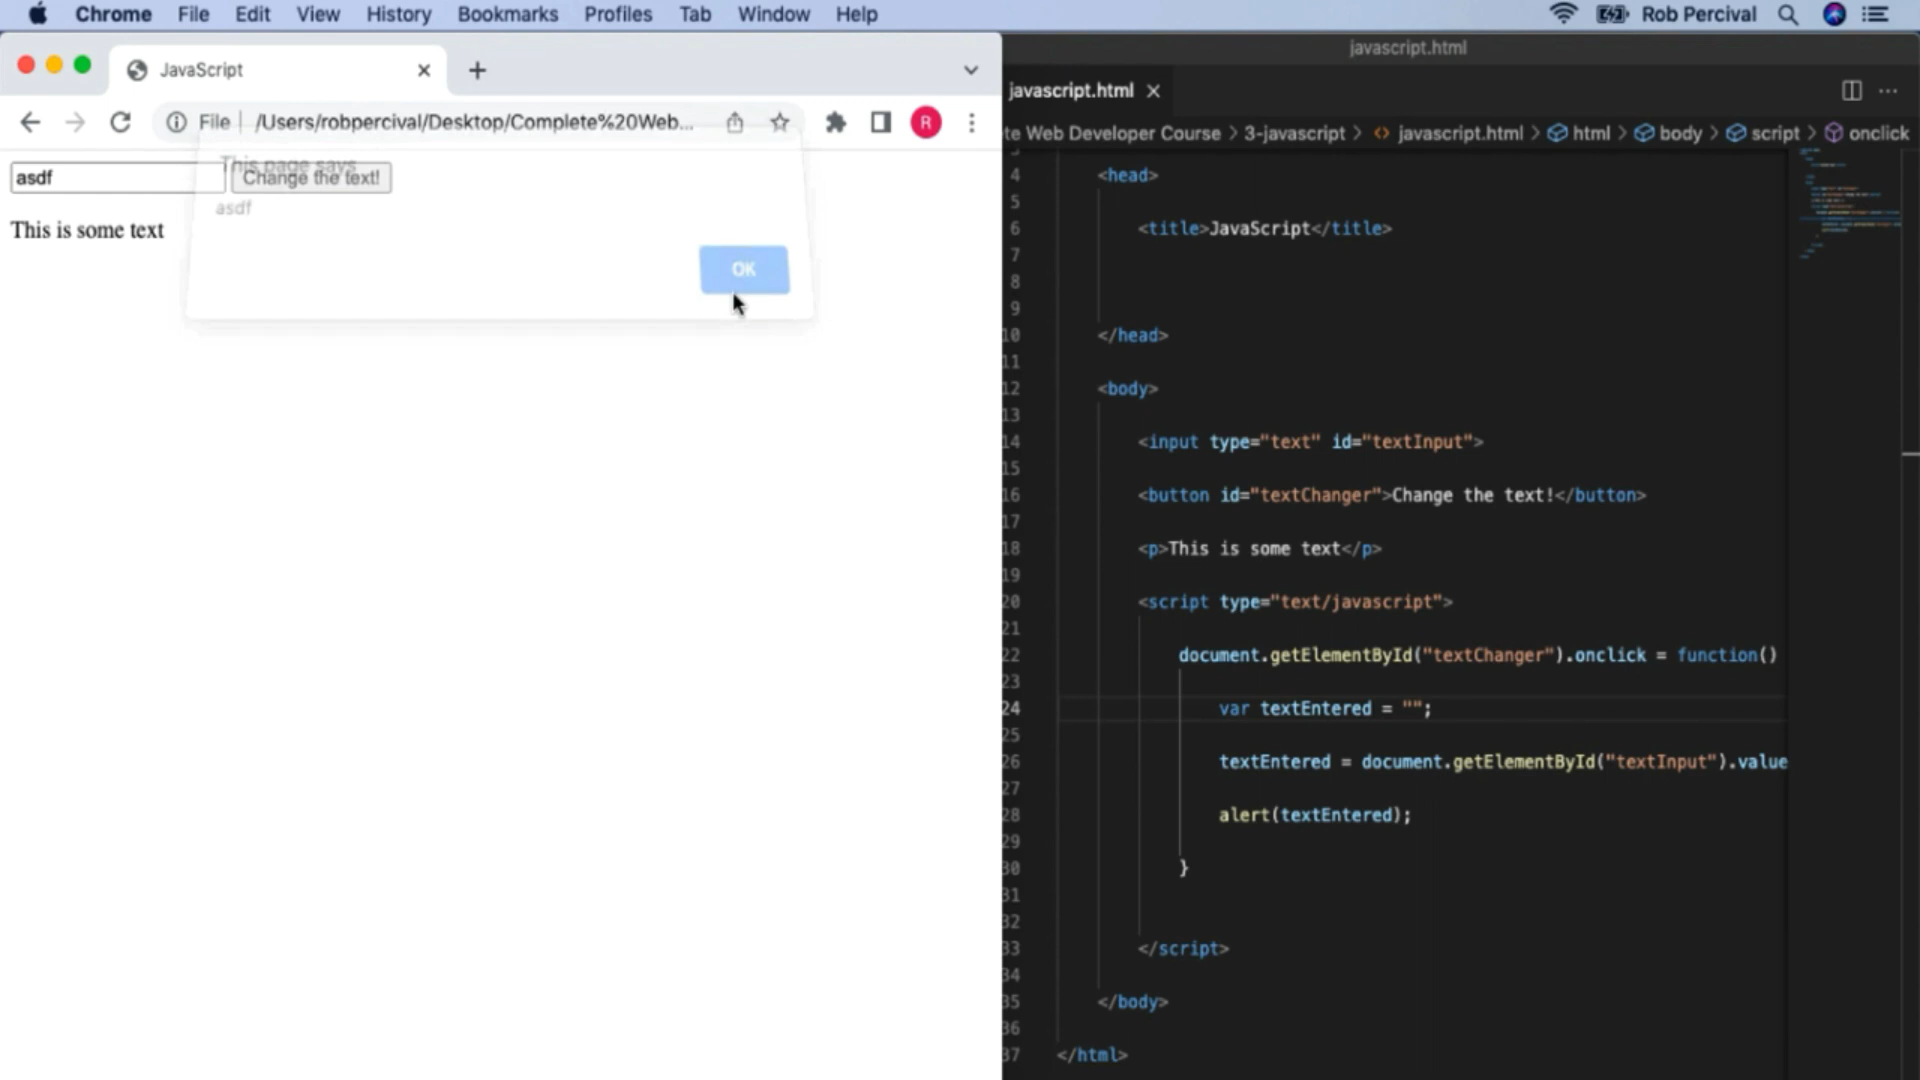 Chrome File Edit View History Bookmarks Profiles Tab Window Help Rob Percival
JavaScript
File /Users/robpercival/Desktop/Complete%20Web... R
asdf
Change the text!
This page says
asdf
This is some text
OK
javascript.html
javascript.html
te Web Developer Course > 3-javascript > javascript.html > html > body > script > onclick
4 <head>
5
6 <title>JavaScript</title>
7
8
9
10 </head>
11
12 <body>
13
14 <input type="text" id="textInput">
15
16 <button id="textChanger">Change the text!</button>
17
18 <p>This is some text</p>
19
20 <script type="text/javascript">
21
22 document.getElementById("textChanger").onclick = function()
23
24 var textEntered = "";
25
26 textEntered = document.getElementById("textInput").value
27
28 alert(textEntered);
29
30 }
31
32
33 </script>
34
35 </body>
36
37 </html>